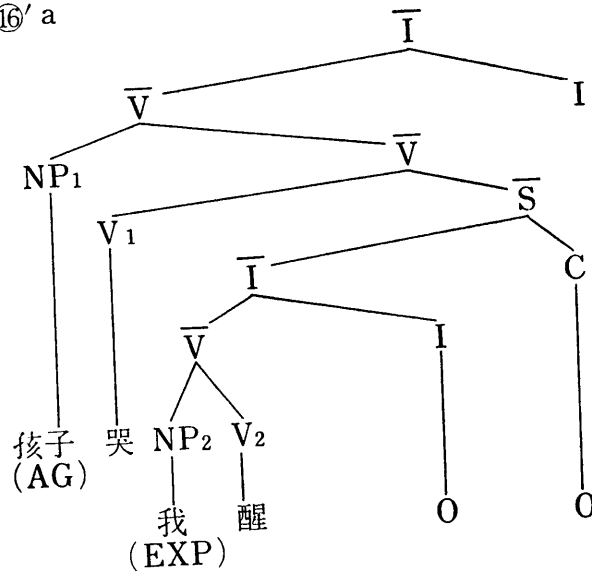 ⑯′ a
I̅
V̅ I
NP₁ V̅
V₁ S̅
I̅ C
V̅ I
孩子 哭 NP₂ V₂
(AG)
我 醒 O O
(EXP)